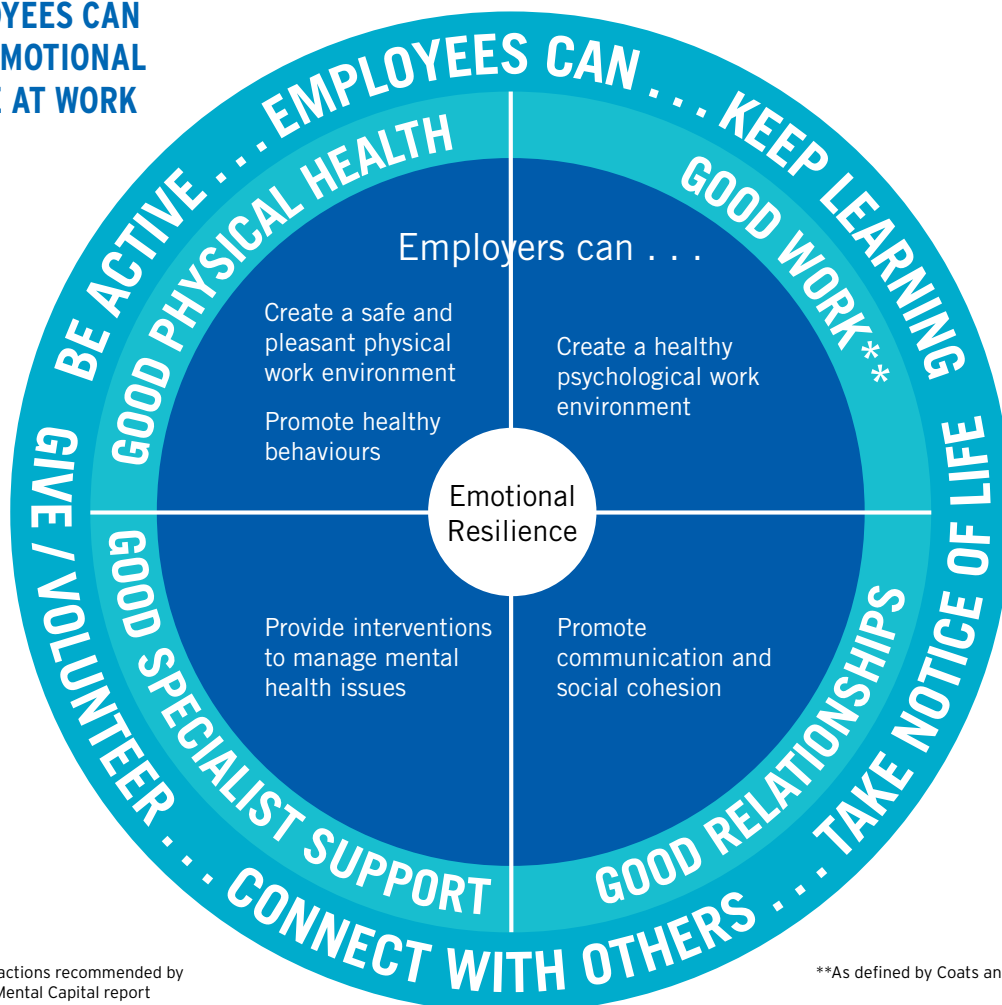 OYEES CAN
MOTIONAL
E AT WORK
BE ACTIVE . . . EMPLOYEES CAN . . . KEEP LEARNING
TAKE NOTICE OF LIFE
GIVE / VOLUNTEER . . . CONNECT WITH OTHERS . . .
GOOD PHYSICAL HEALTH
GOOD WORK**
Employers can . . .
Create a safe and
pleasant physical
work environment
Promote healthy
behaviours
Create a healthy
psychological work
environment
Emotional
Resilience
Provide interventions
to manage mental
health issues
Promote
communication and
social cohesion
GOOD SPECIALIST SUPPORT
GOOD RELATIONSHIPS
actions recommended by
Mental Capital report
**As defined by Coats an